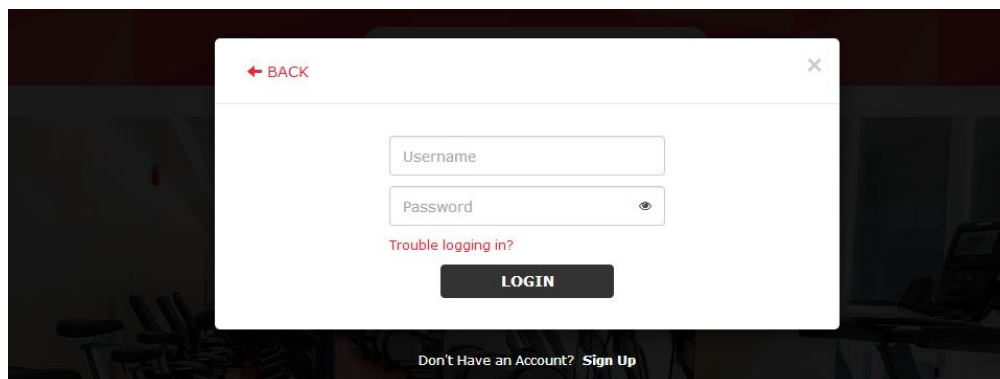 BACK
×
Username
Password
Trouble logging in?
LOGIN
Don't Have an Account? Sign Up